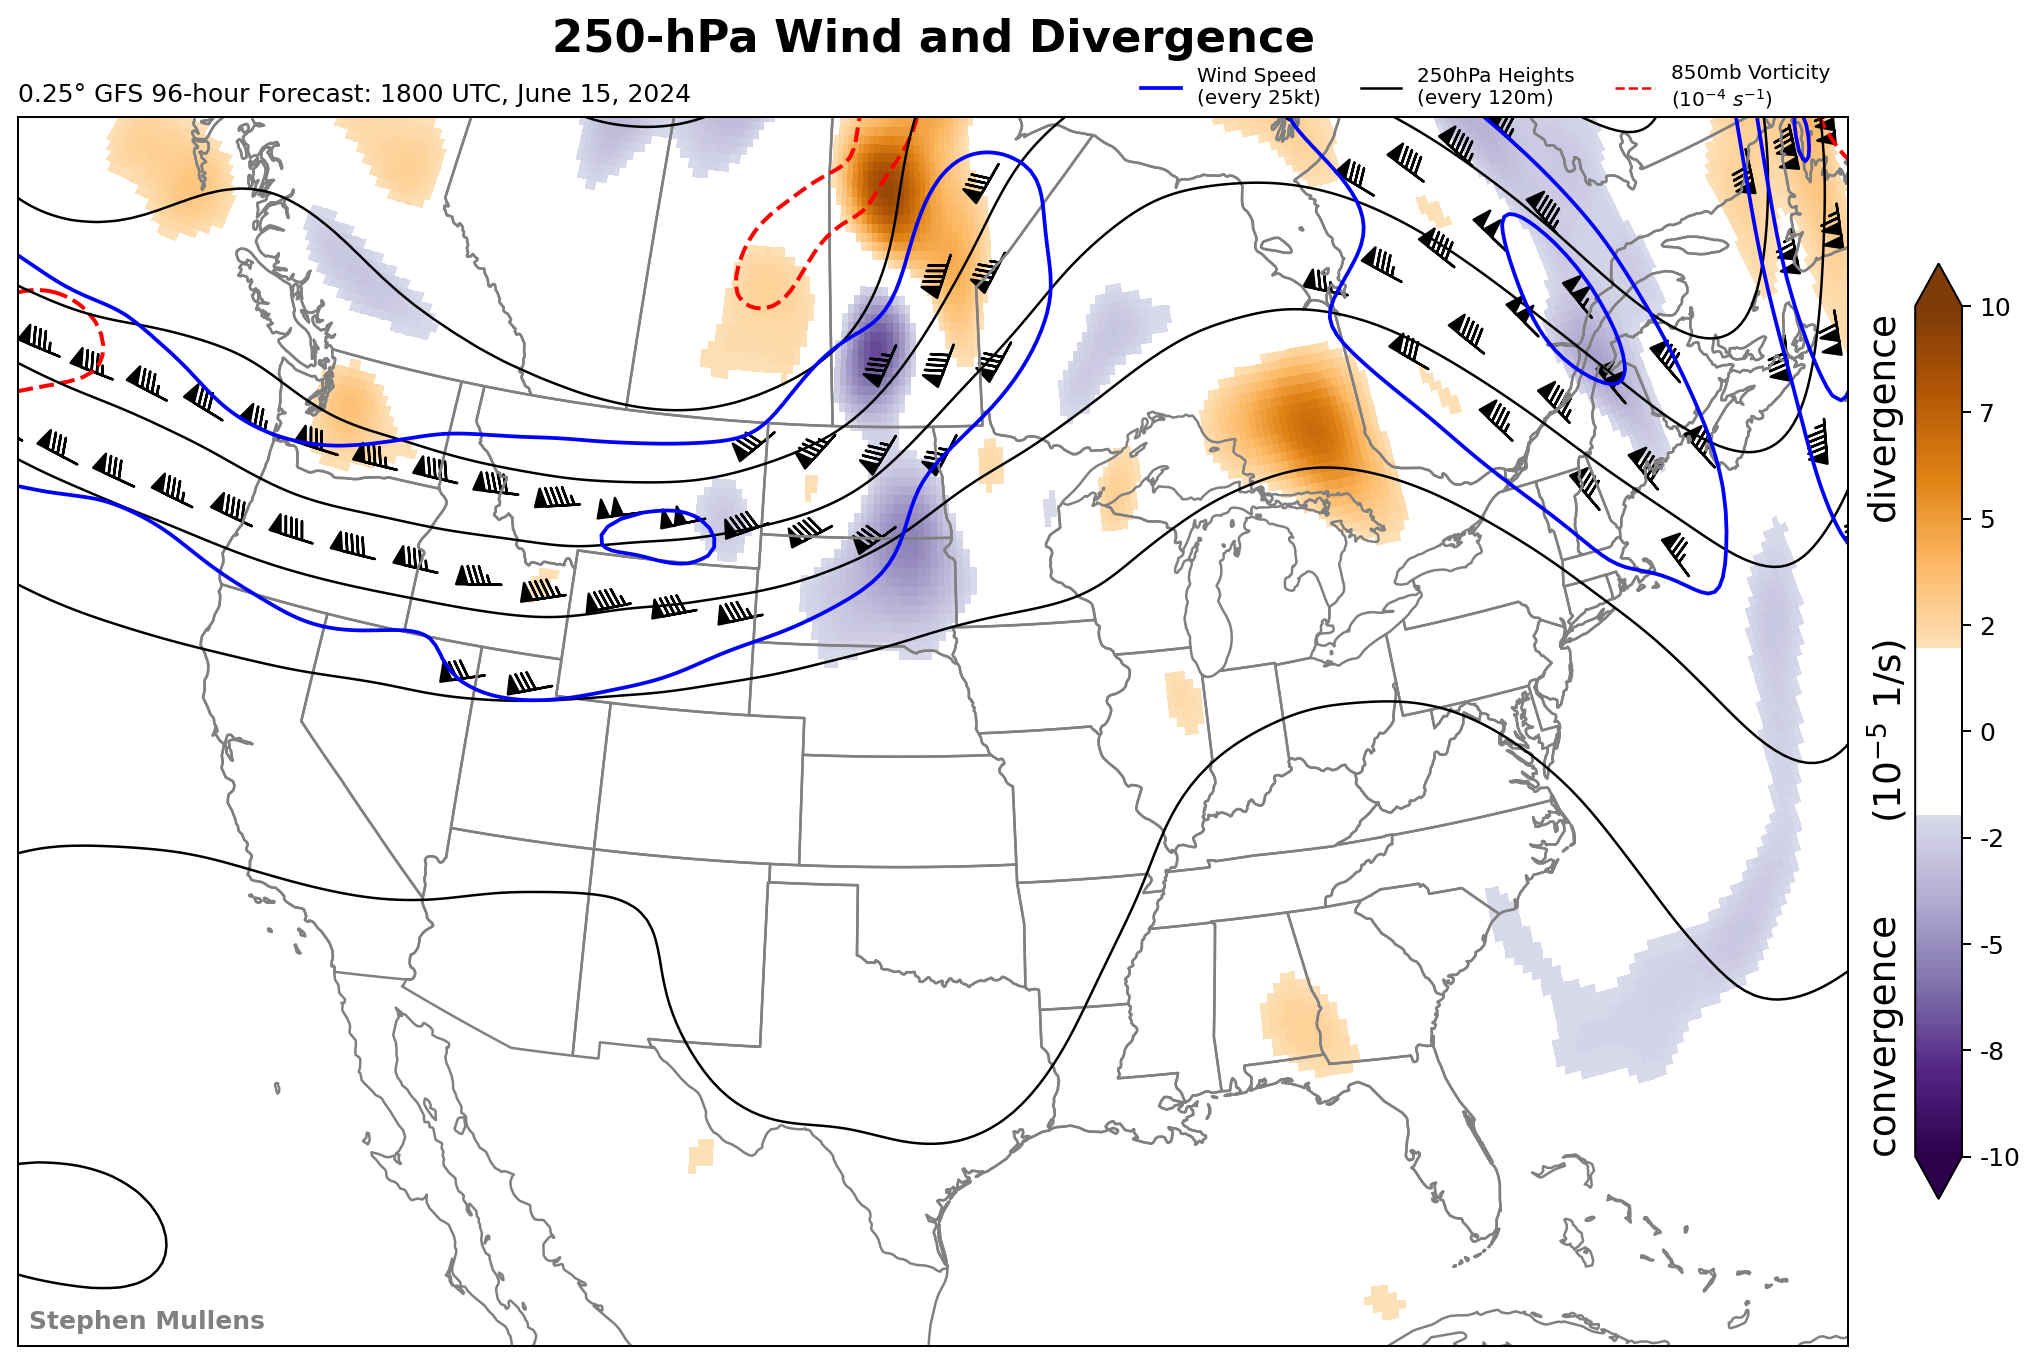 250-hPa Wind and Divergence
0.25° GFS 96-hour Forecast: 1800 UTC, June 15, 2024
Wind Speed
(every 25kt)
250hPa Heights
(every 120m)
850mb Vorticity
(10⁻⁴ s⁻¹)
10
7
5
2
0
-2
-5
-8
-10
convergence (10⁻⁵ 1/s) divergence
Stephen Mullens